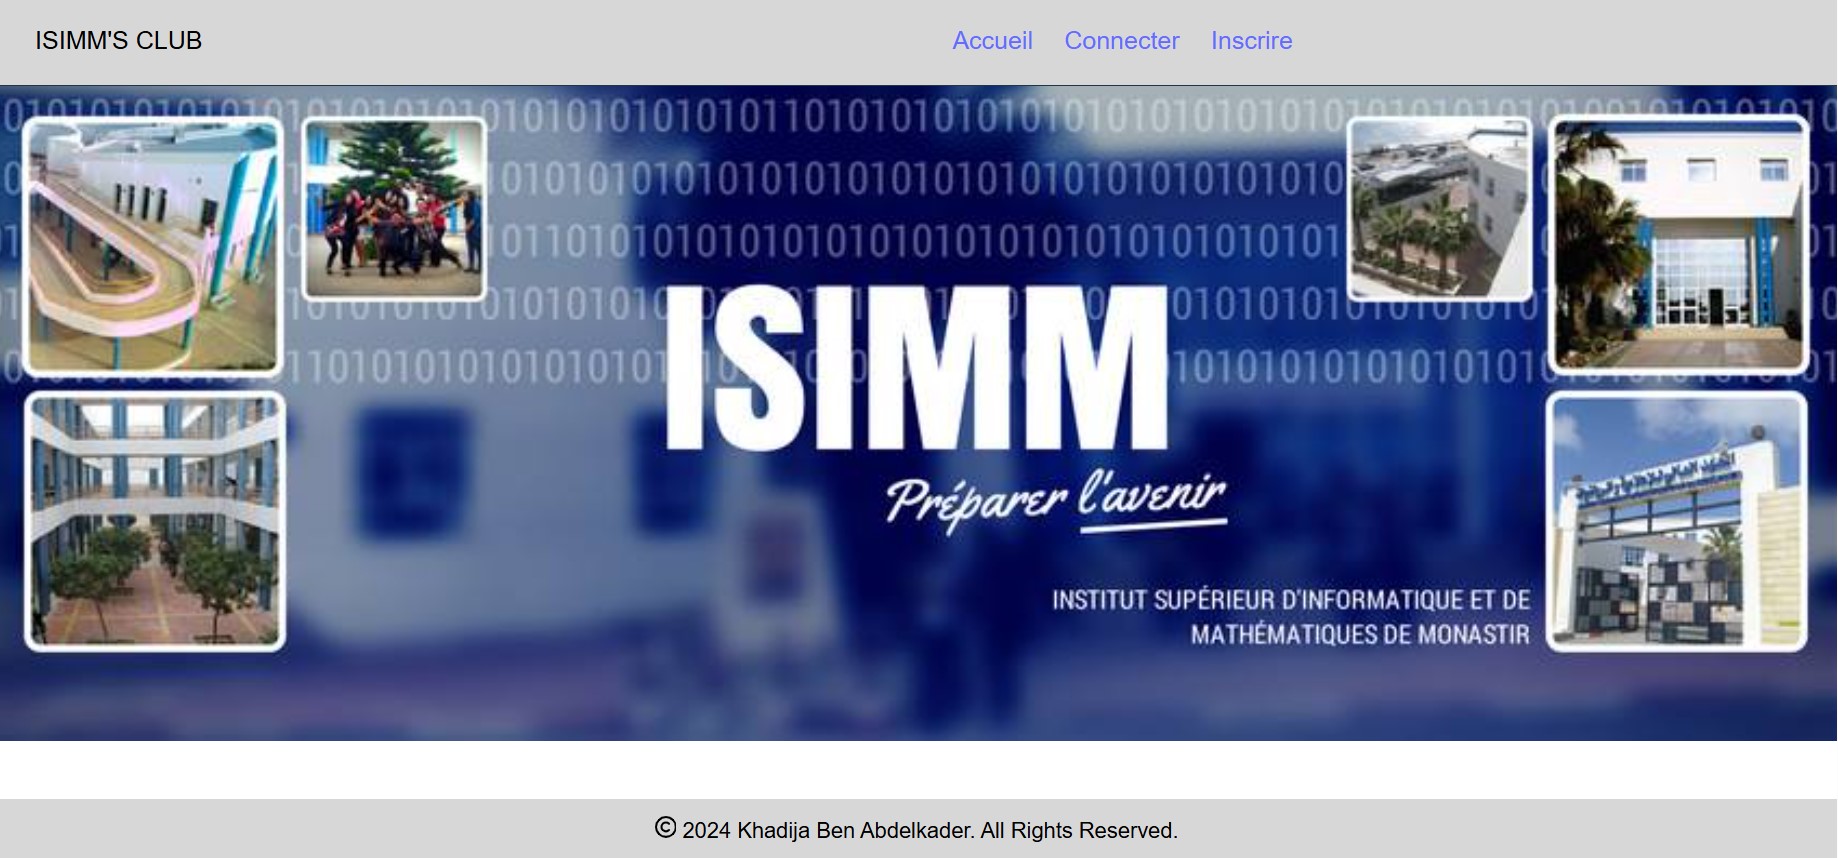 ISIMM'S CLUB
Accueil Connecter Inscrire
ISIMM
Préparer l'avenir
INSTITUT SUPÉRIEUR D'INFORMATIQUE ET DE
MATHÉMATIQUES DE MONASTIR
© 2024 Khadija Ben Abdelkader. All Rights Reserved.